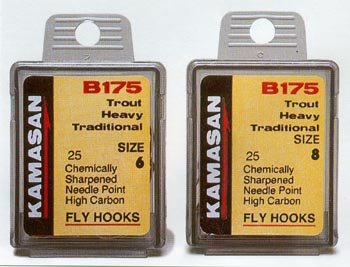 KAMASAN
B175
Trout
Heavy
Traditional
SIZE
6
25
Chemically
Sharpened
Needle Point
High Carbon
FLY HOOKS
KAMASAN
B175
Trout
Heavy
Traditional
SIZE
8
25
Chemically
Sharpened
Needle Point
High Carbon
FLY HOOKS